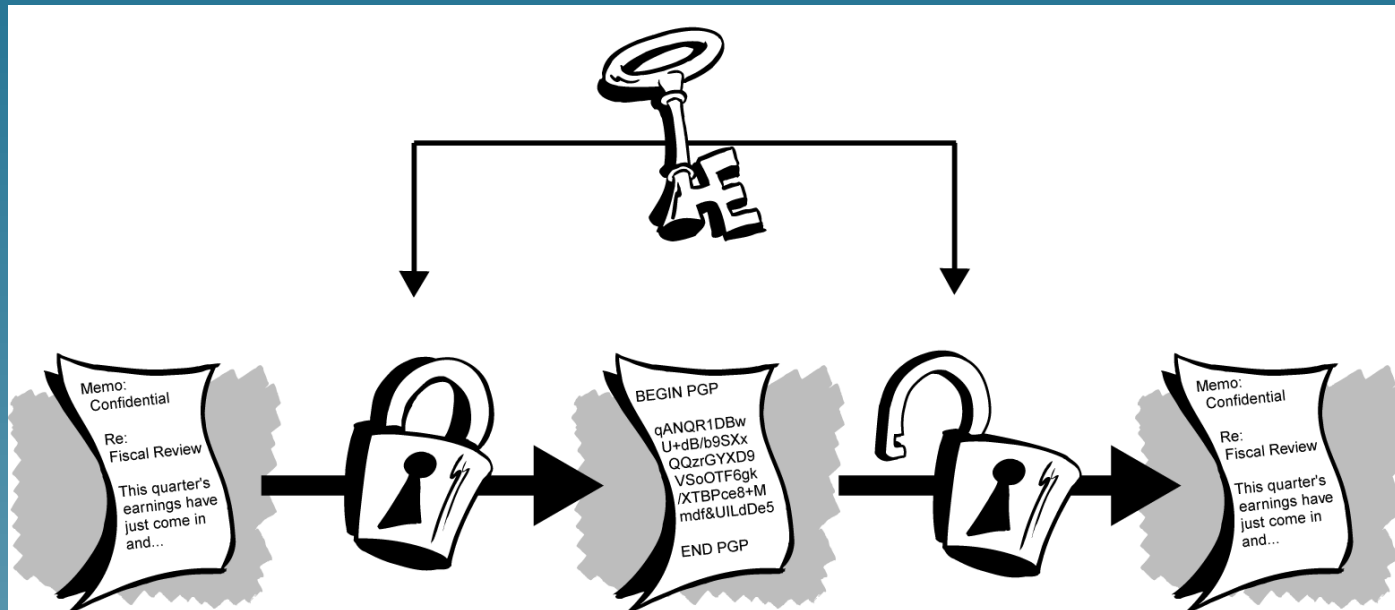 Memo:
Confidential
Re:
Fiscal Review
This quarter's
earnings have
just come in
and...
BEGIN PGP
qANQR1DBw
U+dB/b9SXx
QQzrGYXD9
VSoOTF6gk
/XTBPce8+M
mdf&UILdDe5
END PGP
Memo:
Confidential
Re:
Fiscal Review
This quarter's
earnings have
just come in
and...